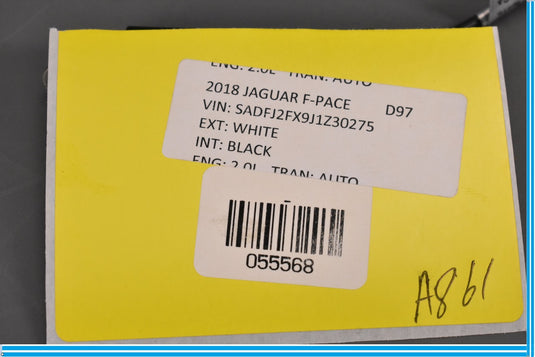 ENG: 2.0L TRAN: AUTO
2018 JAGUAR F-PACE D97
VIN: SADFJ2FX9J1Z30275
EXT: WHITE
INT: BLACK
ENG: 2.0L TRAN: AUTO
055568
A861